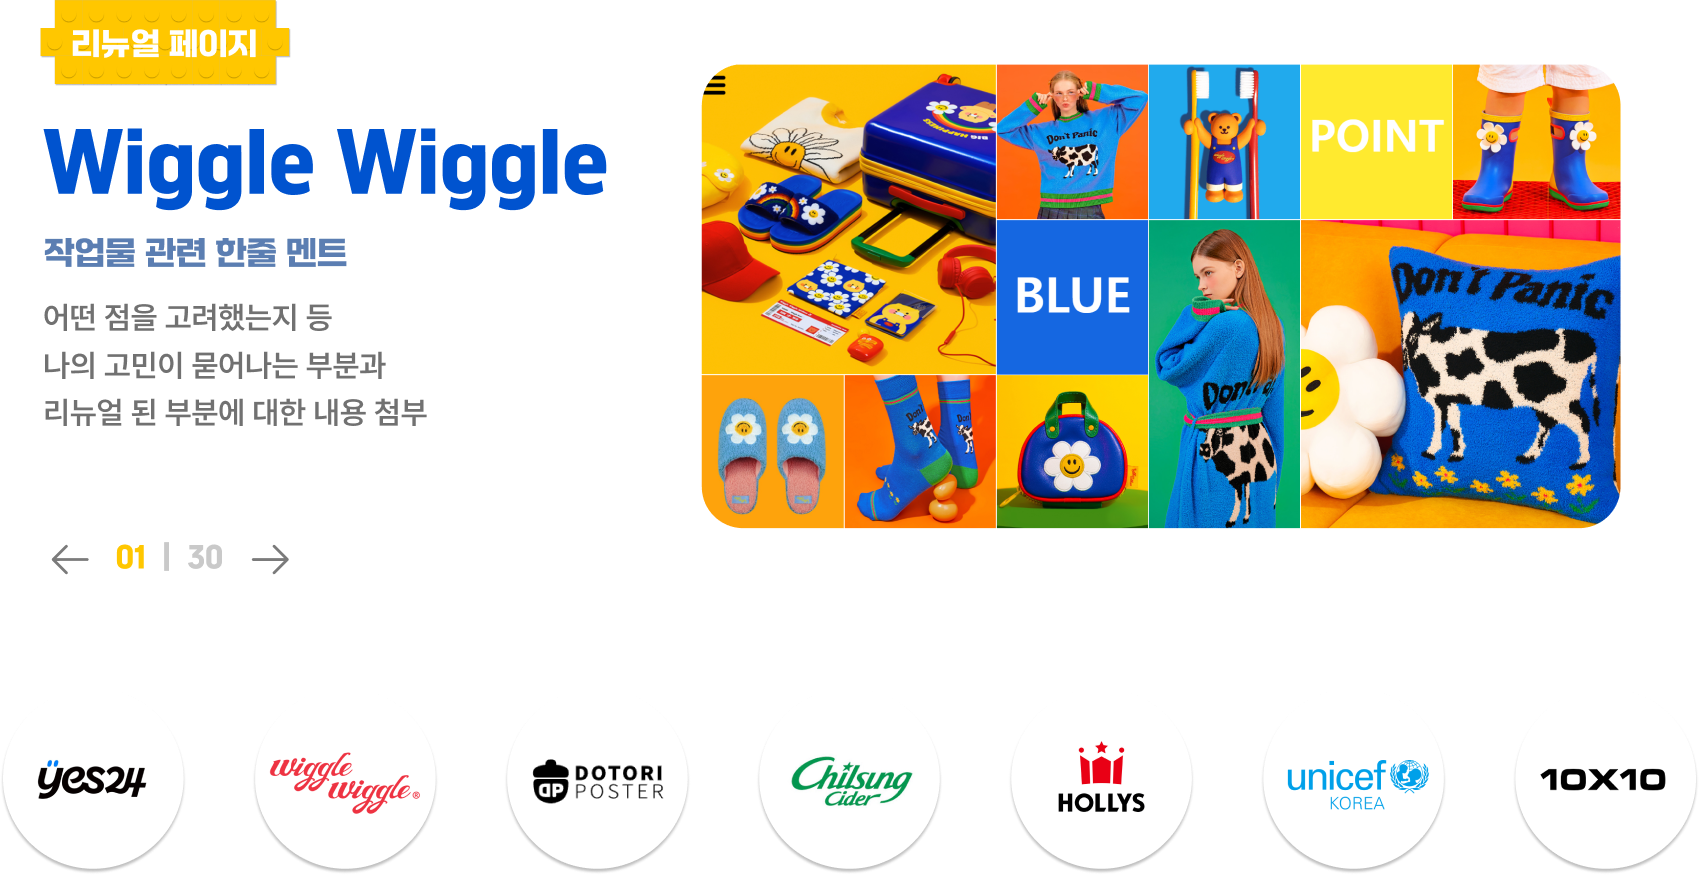 리뉴얼 페이지
Wiggle Wiggle
작업물 관련 한줄 멘트
어떤 점을 고려했는지 등
나의 고민이 묻어나는 부분과
리뉴얼 된 부분에 대한 내용 첨부
01 | 30
BIG HAPPINESS
Don't Panic
POINT
BLUE
Don't Panic
yes24
wiggle
wiggle®
DOTORI
POSTER
DP
Chilsung
Cider
HOLLYS
unicef
KOREA
10X10